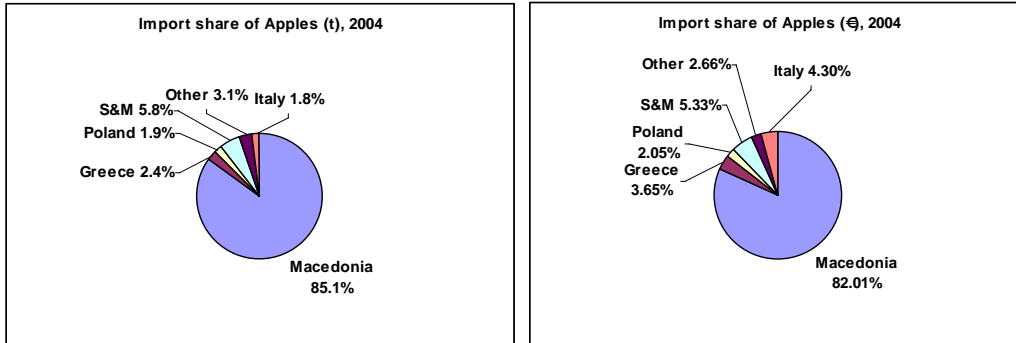 Import share of Apples (t), 2004
Other 3.1%
Italy 1.8%
S&M 5.8%
Poland 1.9%
Greece 2.4%
Macedonia
85.1%
Import share of Apples (€), 2004
Other 2.66%
Italy 4.30%
S&M 5.33%
Poland
2.05%
Greece
3.65%
Macedonia
82.01%